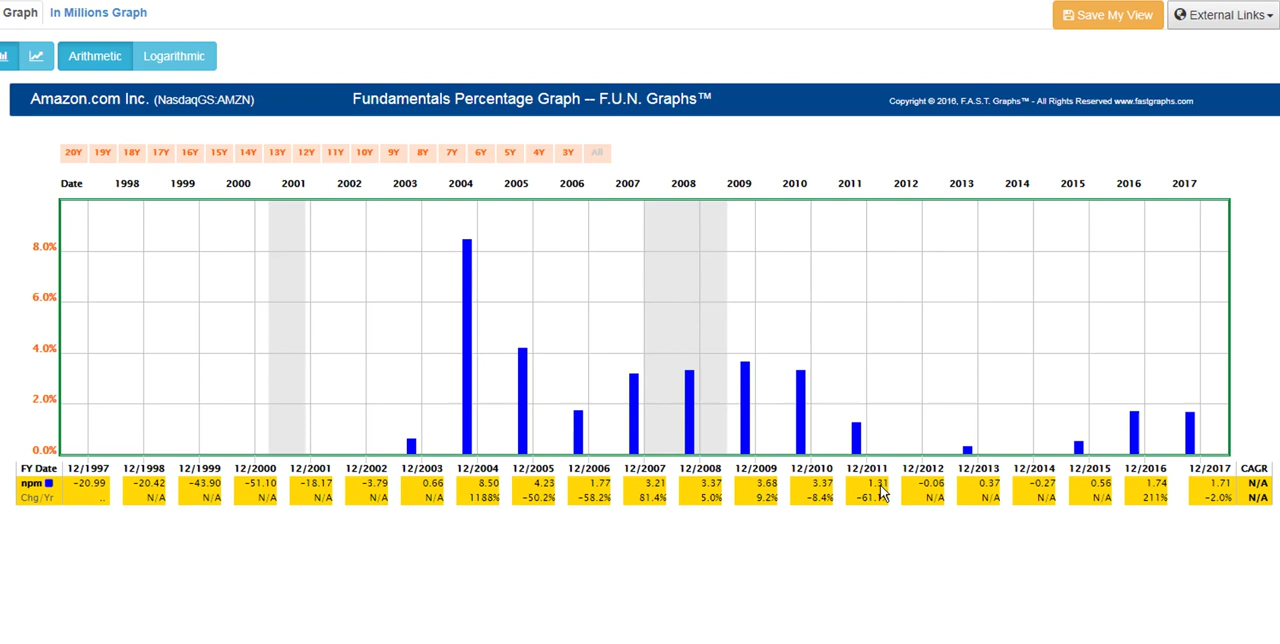 Graph In Millions Graph Save My View External Links
Arithmetic Logarithmic
Amazon.com Inc. (NasdaqGS:AMZN) Fundamentals Percentage Graph -- F.U.N. Graphs™ Copyright © 2016, F.A.S.T. Graphs™ - All Rights Reserved www.fastgraphs.com
20Y 19Y 18Y 17Y 16Y 15Y 14Y 13Y 12Y 11Y 10Y 9Y 8Y 7Y 6Y 5Y 4Y 3Y All
Date 1998 1999 2000 2001 2002 2003 2004 2005 2006 2007 2008 2009 2010 2011 2012 2013 2014 2015 2016 2017
8.0%
6.0%
4.0%
2.0%
0.0%
FY Date 12/1997 12/1998 12/1999 12/2000 12/2001 12/2002 12/2003 12/2004 12/2005 12/2006 12/2007 12/2008 12/2009 12/2010 12/2011 12/2012 12/2013 12/2014 12/2015 12/2016 12/2017 CAGR
npm -20.99 -20.42 -43.90 -51.10 -18.17 -3.79 0.66 8.50 4.23 1.77 3.21 3.37 3.68 3.37 1.31 -0.06 0.37 -0.27 0.56 1.74 1.71 N/A
Chg/Yr .. N/A N/A N/A N/A N/A N/A 1188% -50.2% -58.2% 81.4% 5.0% 9.2% -8.4% N/A N/A N/A N/A 211% -2.0% N/A